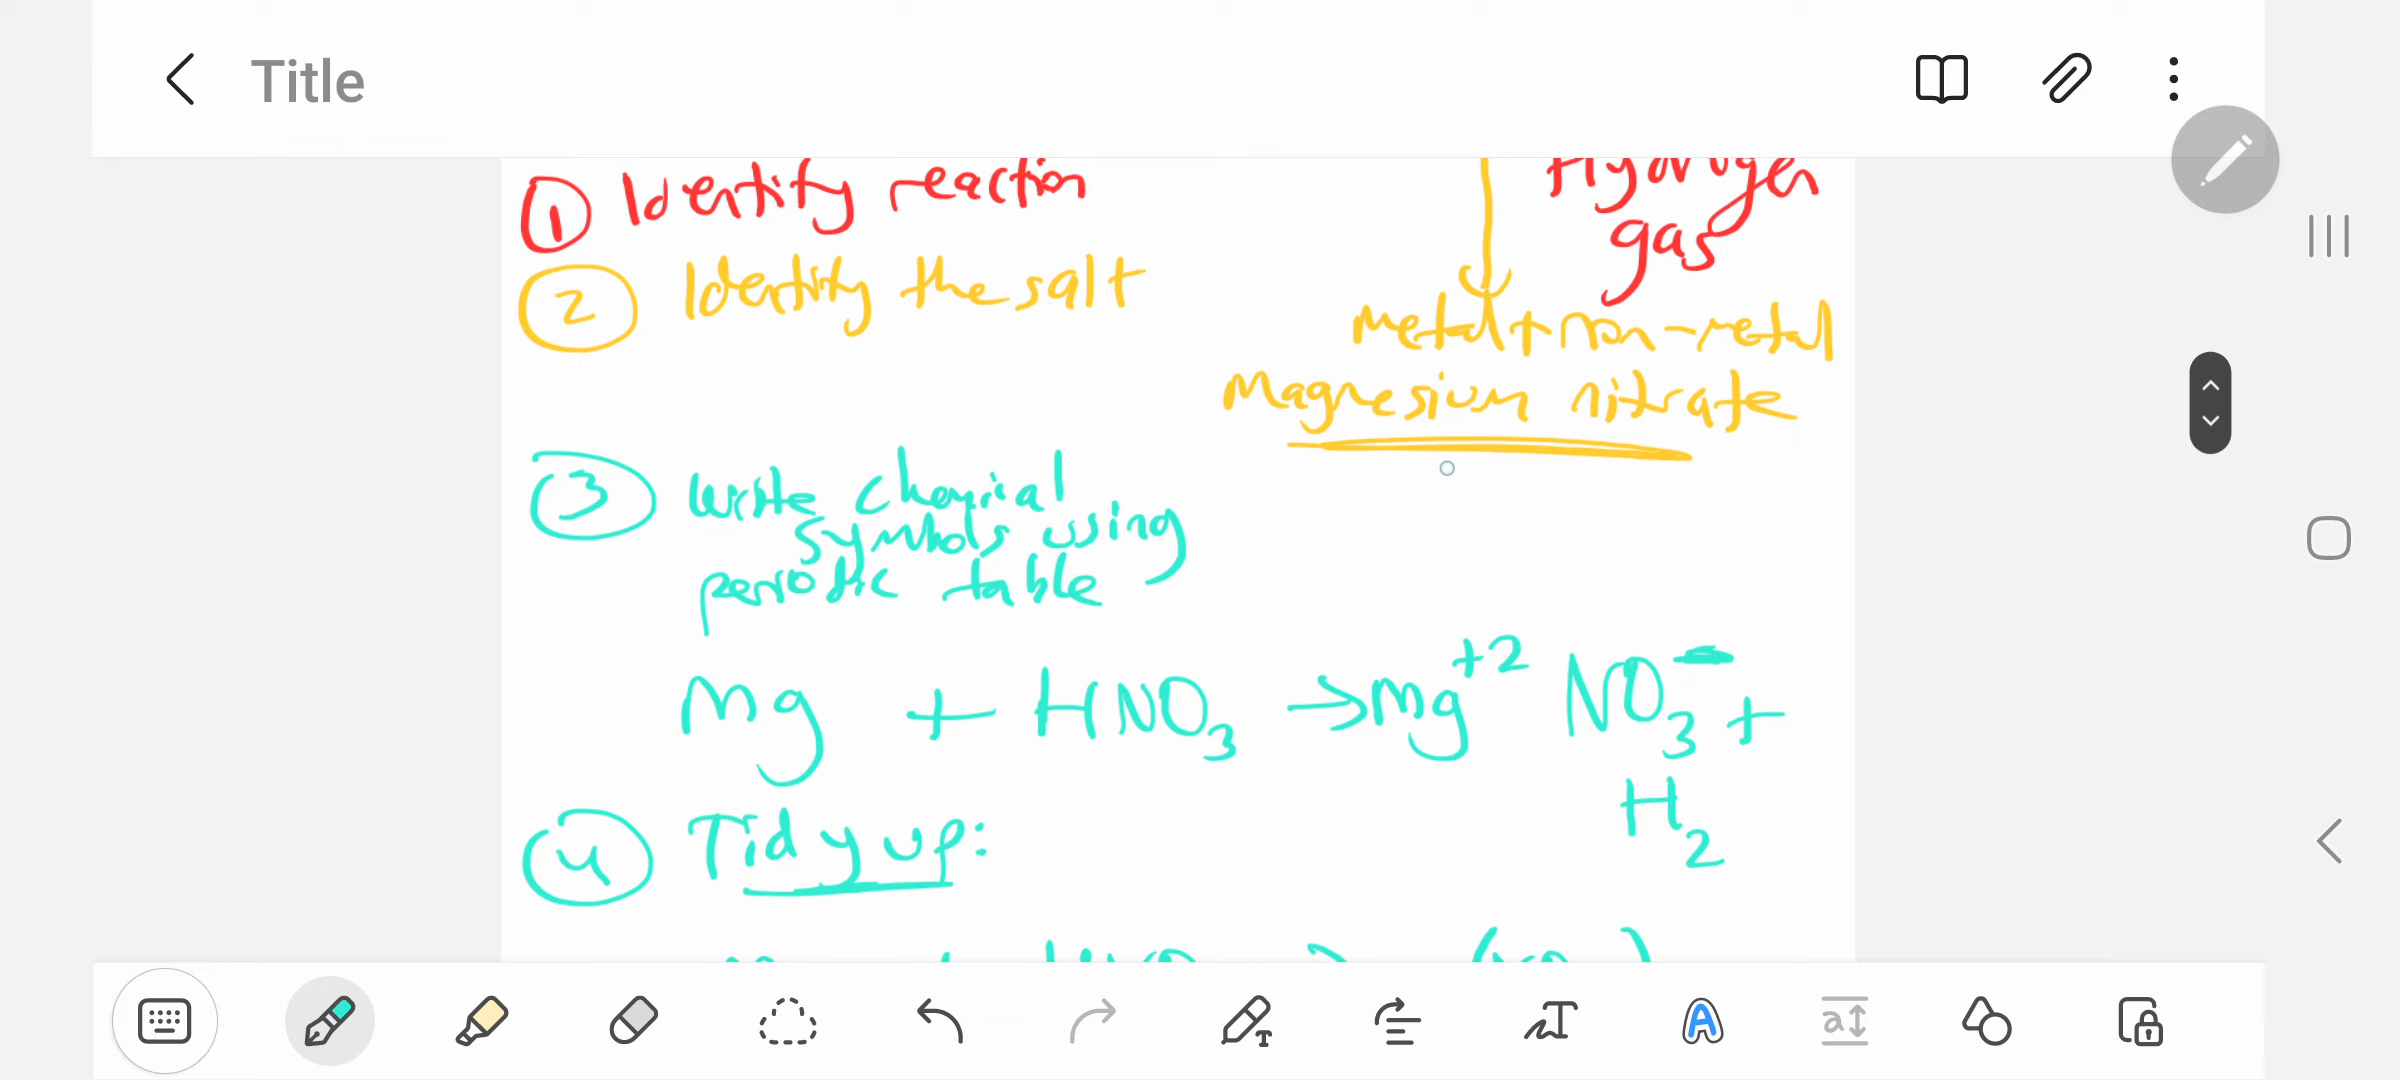 Title
① Identify reaction
Hydrogen
gas
② Identify the salt
Metal + non-metal
Magnesium nitrate
③ Write chemical
symbols using
periodic table
Mg + HNO₃ → Mg⁺² NO₃⁻ +
H₂
④ Tidy up: